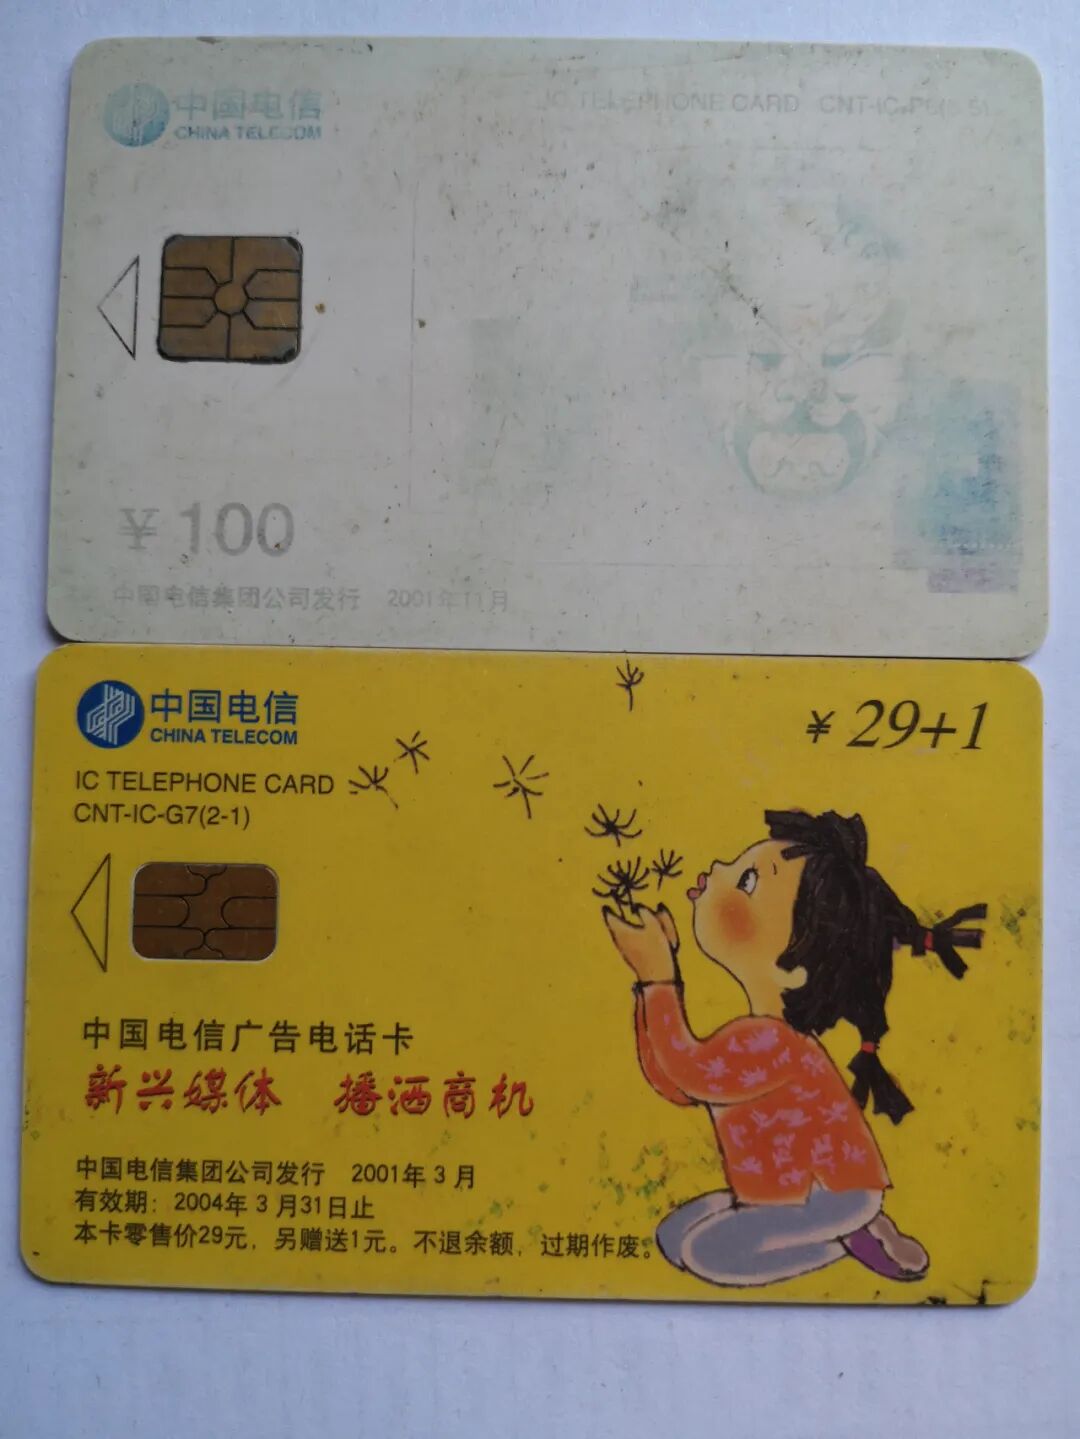 中国电信
CHINA TELECOM
IC TELEPHONE CARD
¥ 100
中国电信集团公司发行 2001年11月
中国电信
CHINA TELECOM
¥ 29+1
IC TELEPHONE CARD
CNT-IC-G7(2-1)
中国电信广告电话卡
新兴媒体 播洒商机
中国电信集团公司发行 2001年3月
有效期：2004年3月31日止
本卡零售价29元，另赠送1元。不退余额，过期作废。